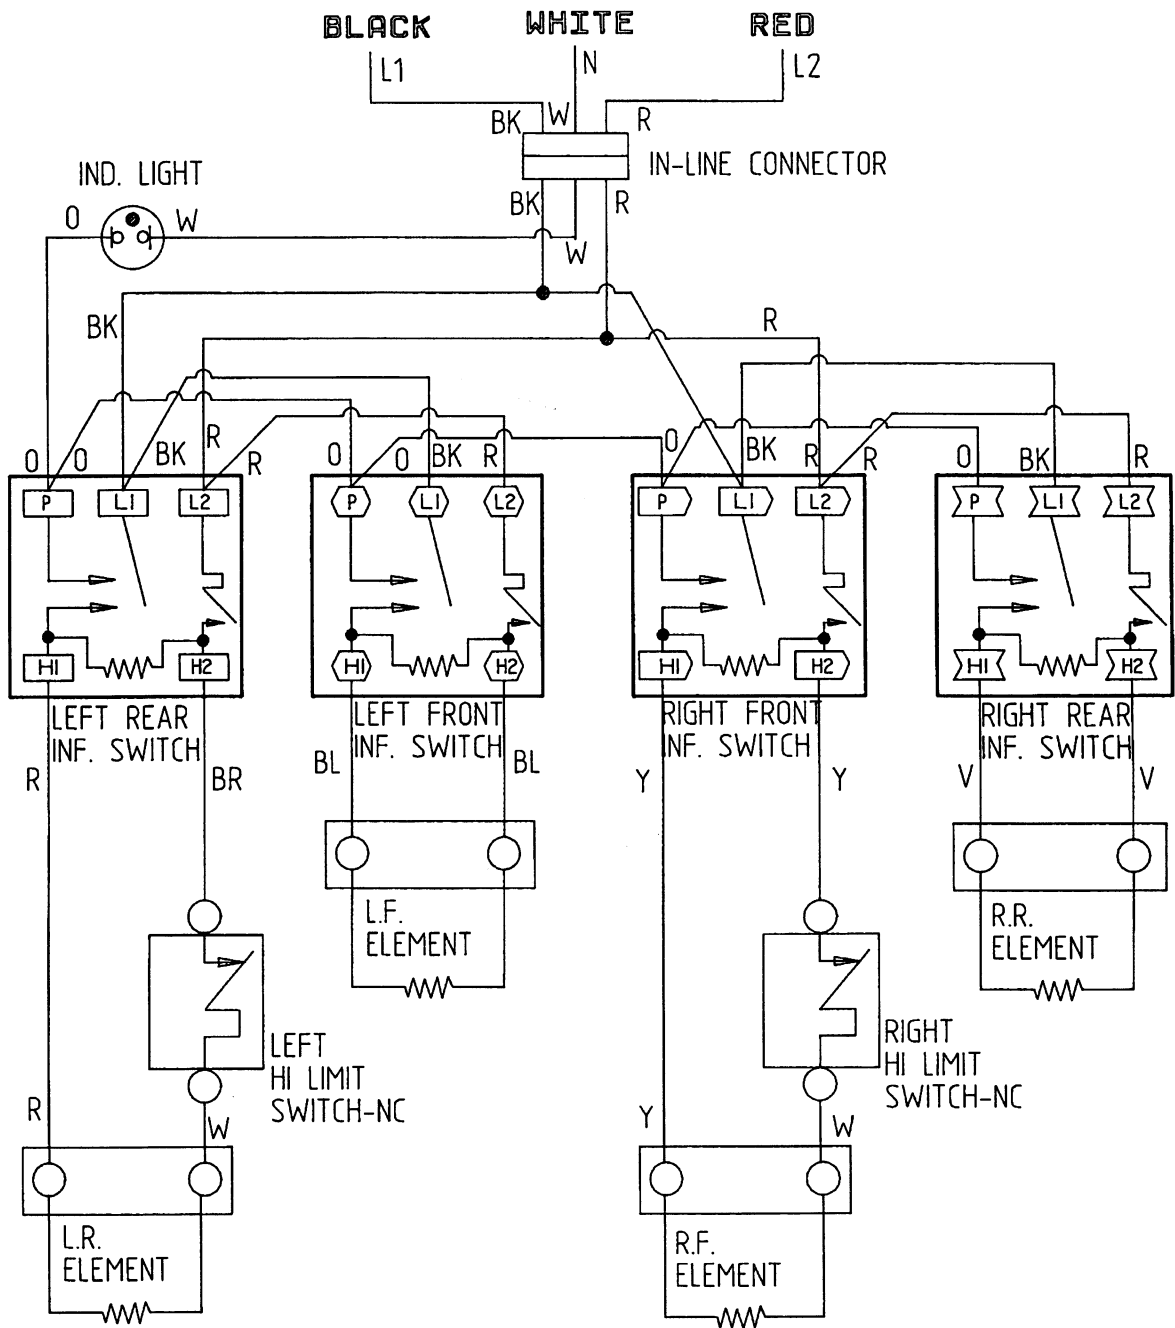 BLACK WHITE RED
L1 N L2
BK W R
IN-LINE CONNECTOR
IND. LIGHT
BK R
O W
W
BK
R
R
BK
O O BK R
O O BK R
O BK R R
O BK R
P L1 L2
P L1 L2
P L1 L2
P L1 L2
H1 H2
H1 H2
H1 H2
H1 H2
LEFT REAR
INF. SWITCH
LEFT FRONT
INF. SWITCH
RIGHT FRONT
INF. SWITCH
RIGHT REAR
INF. SWITCH
R BR
BL BL
Y Y
V V
L.F.
ELEMENT
R.R.
ELEMENT
LEFT
HI LIMIT
SWITCH-NC
RIGHT
HI LIMIT
SWITCH-NC
R W
Y W
L.R.
ELEMENT
R.F.
ELEMENT